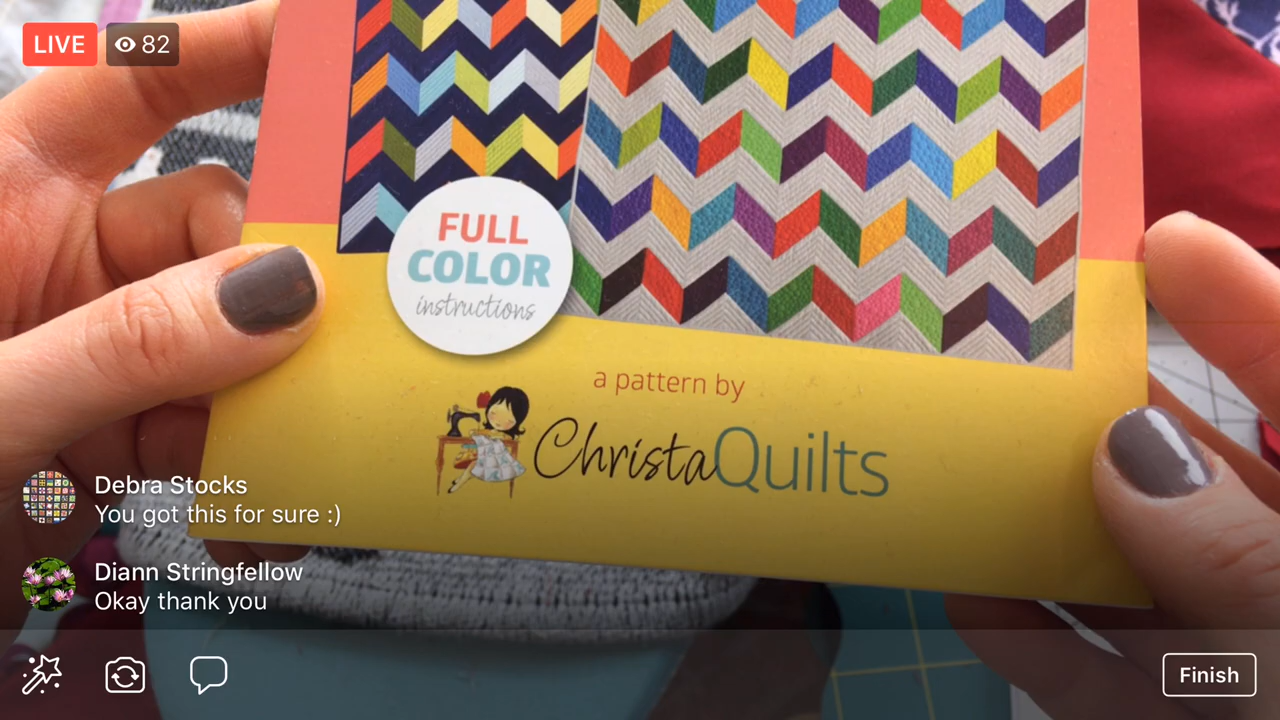 LIVE
82
FULL
COLOR
instructions
a pattern by
ChristaQuilts
Debra Stocks
You got this for sure :)
Diann Stringfellow
Okay thank you
Finish